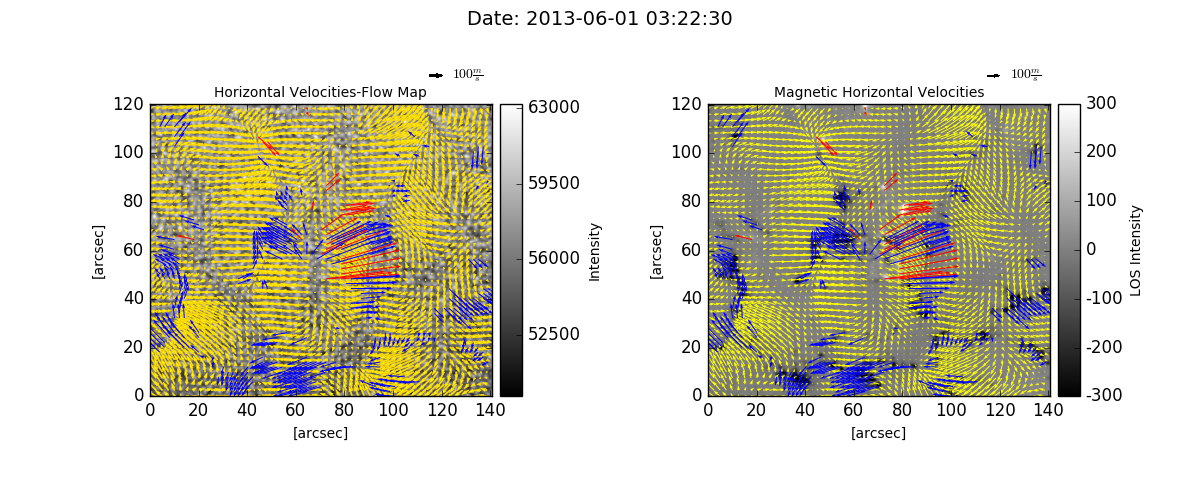 Date: 2013-06-01 03:22:30
100 m/s
Horizontal Velocities-Flow Map
120
100
80
60
40
20
0
[arcsec]
0 20 40 60 80 100 120 140
[arcsec]
63000
59500
56000
52500
Intensity
100 m/s
Magnetic Horizontal Velocities
120
100
80
60
40
20
0
[arcsec]
0 20 40 60 80 100 120 140
[arcsec]
300
200
100
0
-100
-200
-300
LOS Intensity